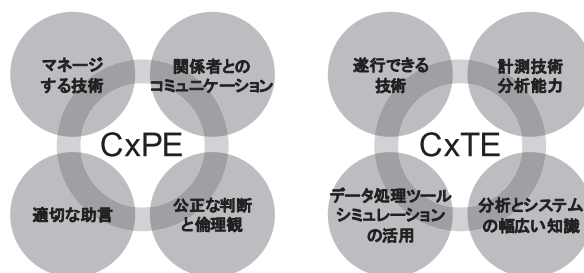 マネージ
する技術
関係者との
コミュニケーション
CxPE
適切な助言
公正な判断
と倫理観
遂行できる
技術
計測技術
分析能力
CxTE
データ処理ツール
シミュレーション
の活用
分析とシステム
の幅広い知識